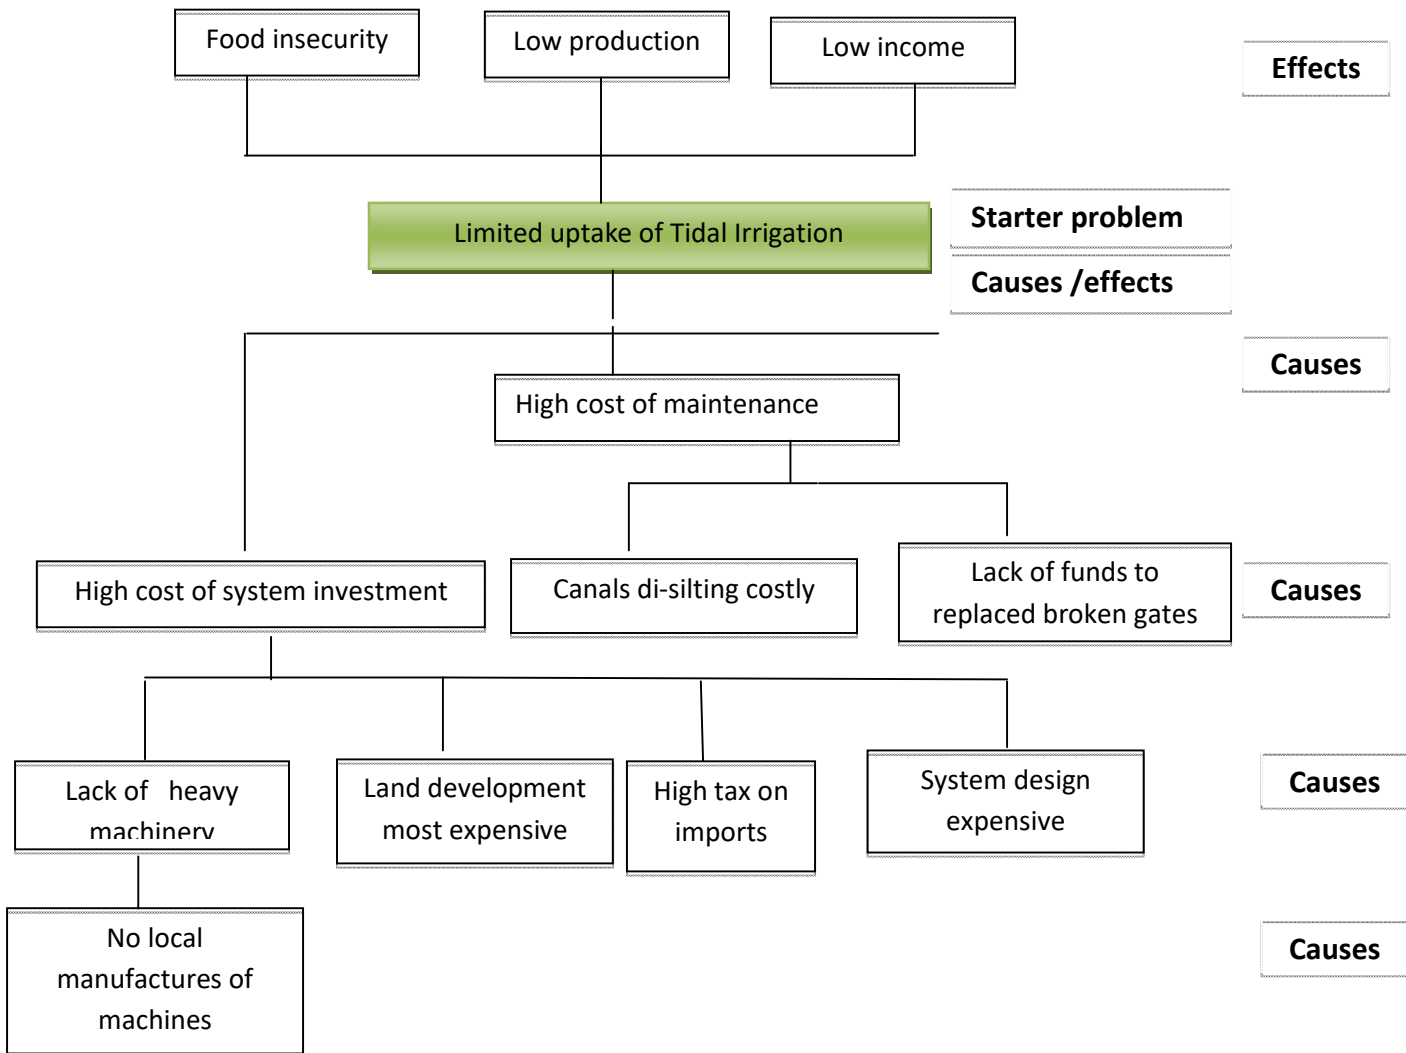 Food insecurity
Low production
Low income
Effects
Limited uptake of Tidal Irrigation
Starter problem
Causes /effects
Causes
High cost of maintenance
High cost of system investment
Canals di-silting costly
Lack of funds to
replaced broken gates
Causes
Lack of heavy
machinery
Land development
most expensive
High tax on
imports
System design
expensive
Causes
No local
manufactures of
machines
Causes